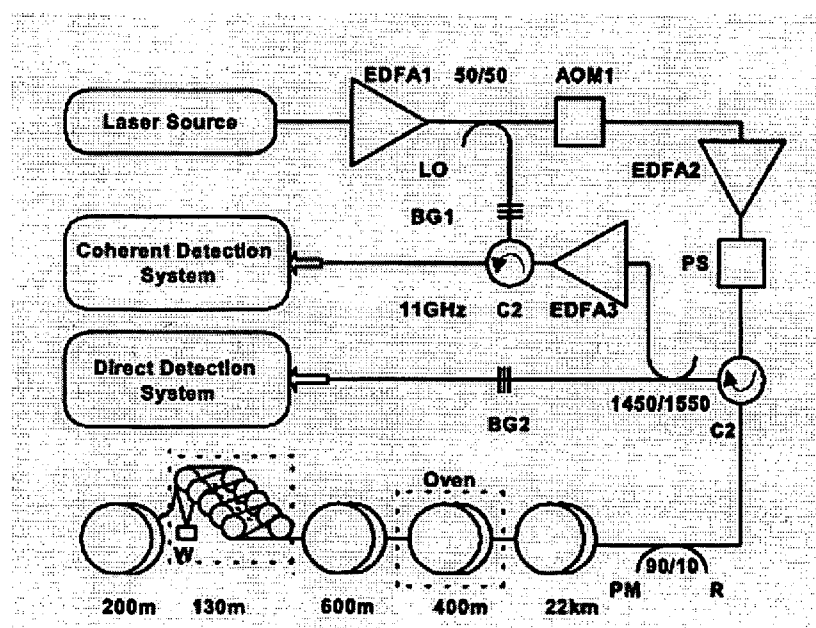 EDFA1 50/50 AOM1
Laser Source
LO
EDFA2
BG1
Coherent Detection
System
PS
11GHz C2 EDFA3
Direct Detection
System
1450/1550
BG2
C2
Oven
W
90/10
PM R
200m 130m 600m 400m 22km